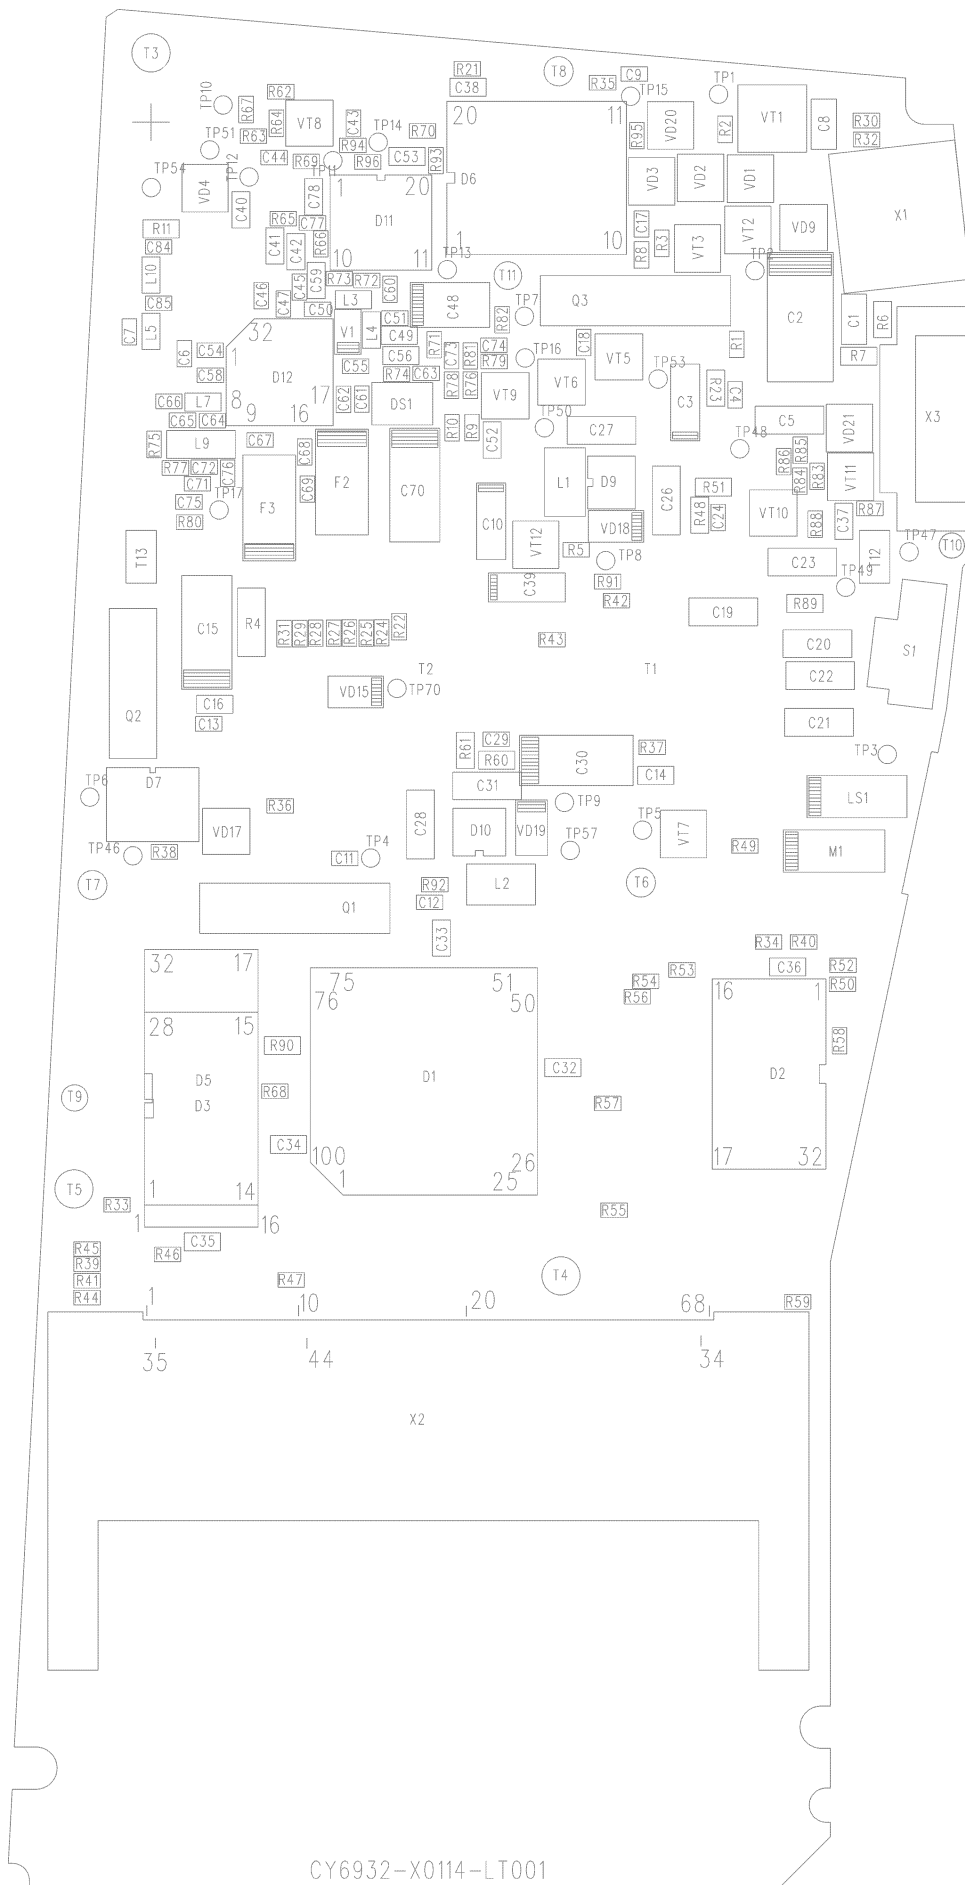 T3
R21
T8
C9
C38
R35
TP1
TP15
TP10
R62
R67
VT8
C43
R64
20
11
VD20
R2
VT1
C8
R30
R32
TP51
R63
TP14
R70
R94
R95
TP12
C44
R69
TP11
R96
C53
R93
TP54
VD4
C78
1
20
D6
VD3
VD2
VD1
X1
C40
R65
C77
D11
R11
C84
C41
C42
R66
1
10
C17
R8
R3
VT3
VT2
VD9
L10
10
11
TP13
T11
TP2
C59
R73
R72
C60
C45
C46
C47
C50
L3
C48
Q3
C2
C85
C7
L5
32
V1
L4
C51
C49
R82
TP7
C1
R6
C6
C54
1
R71
C73
R81
C74
R79
C18
VT5
R1
R7
C56
TP16
C55
C58
D12
R74
C63
R78
R76
VT9
VT6
TP53
C3
R23
C4
X3
C66
L7
8
17
C62
C61
DS1
C65
C64
9
16
R10
R9
C52
TP50
C27
C5
VD21
R75
L9
C67
C68
TP48
R85
R77
C72
C76
C71
F3
F2
C70
L1
D9
C26
R86
R84
R83
VT11
C69
C75
TP17
R80
C10
R51
R48
C24
VT10
R88
C37
R87
VD18
VT12
T13
R5
TP8
T12
TP47
T10
C23
C39
R91
TP49
C15
R4
R42
C19
R89
R31
R29
R28
R27
R26
R25
R24
R22
R43
C20
S1
T2
T1
VD15
TP70
C22
C16
C13
Q2
C21
R61
C29
R60
C30
R37
TP3
D7
TP6
C31
C14
LS1
R36
C28
TP9
VD17
D10
VD19
TP5
VT7
TP46
R38
C11
TP4
TP57
R49
M1
T7
Q1
R92
C12
L2
T6
C33
R34
R40
32
17
75
51
R53
C36
R52
76
50
R54
R56
16
1
R50
28
15
R90
R58
T9
D5
D3
R68
D1
C32
D2
R57
C34
100
26
17
32
T5
1
14
1
25
R33
1
16
R55
R45
C35
R46
R39
R41
R47
T4
R44
1
10
20
68
R59
35
44
34
X2
CY6932-X0114-LT001